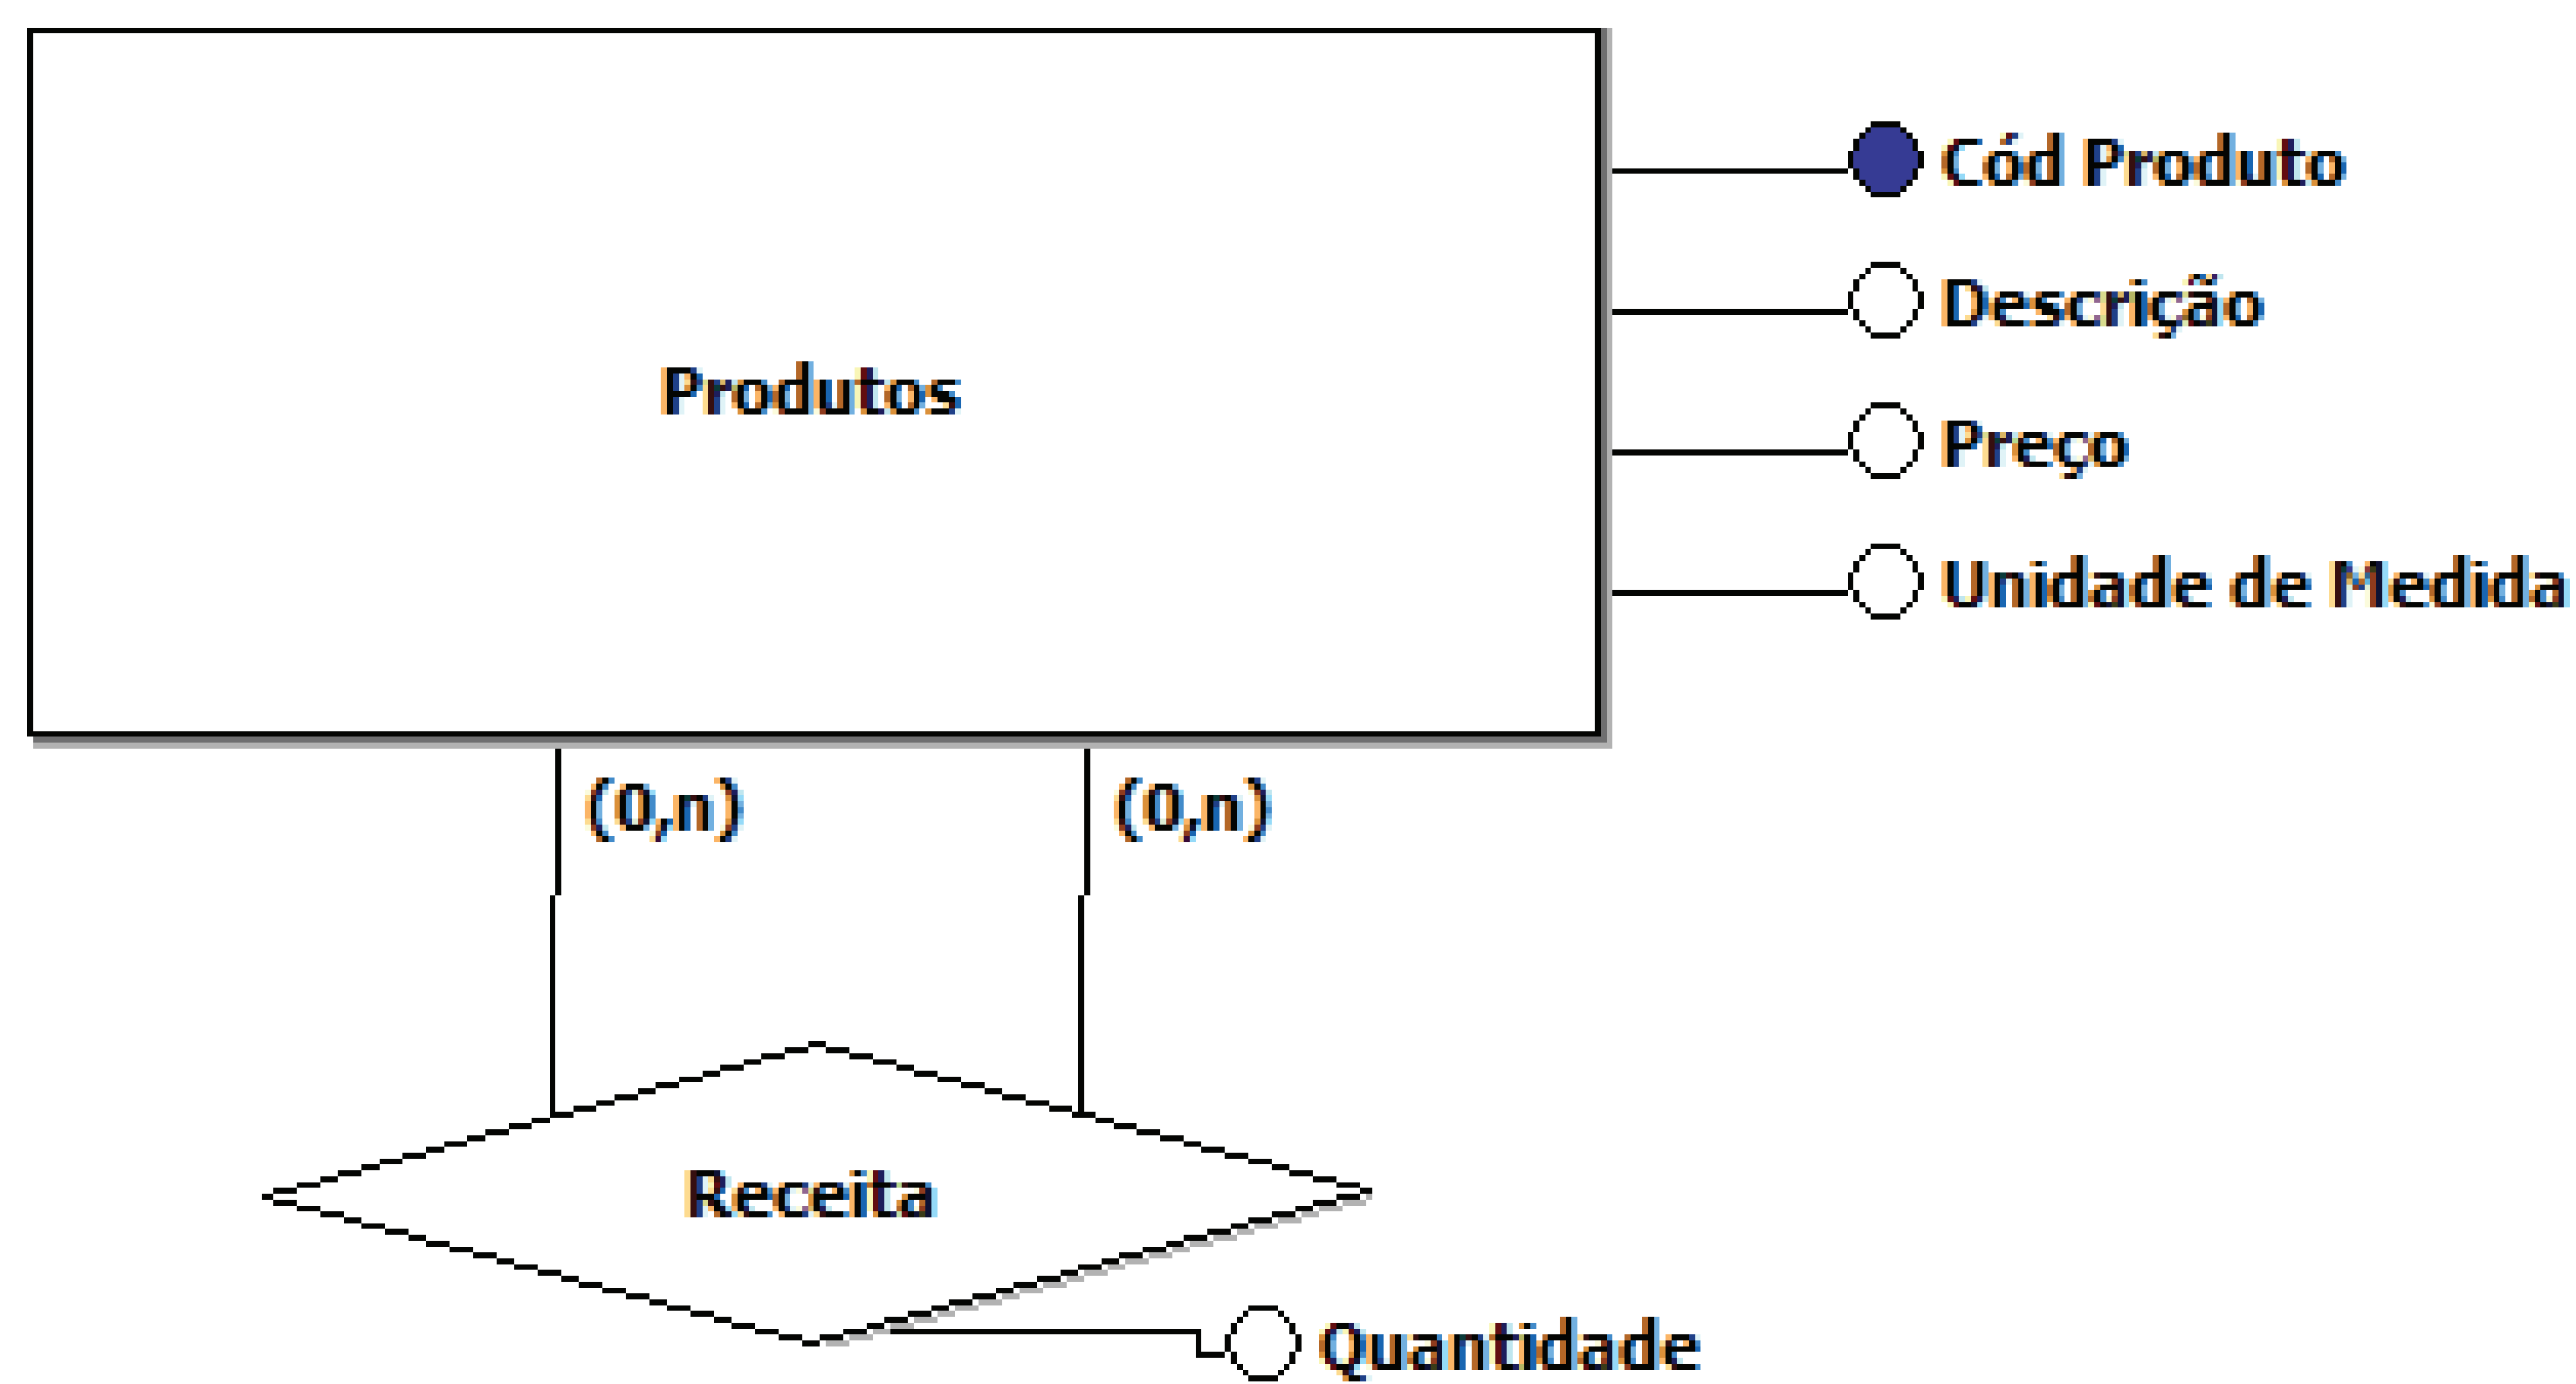 Cód Produto
Descrição
Produtos
Preço
Unidade de Medida
(0,n) (0,n)
Receita
Quantidade